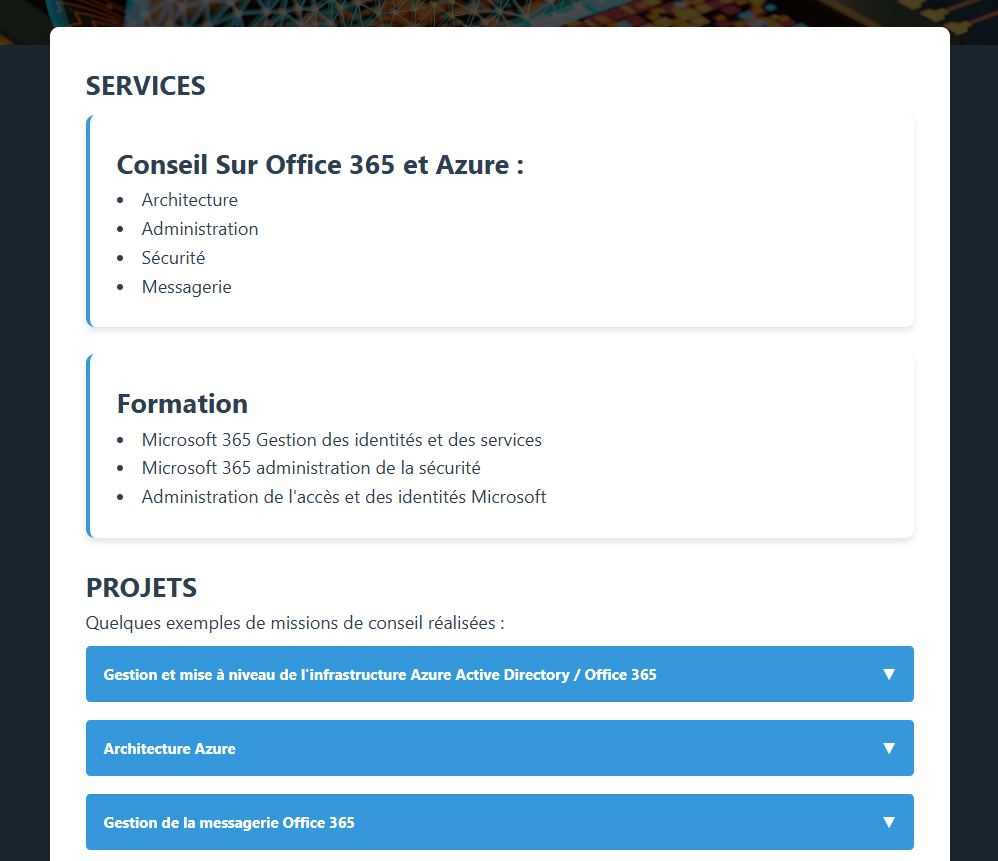 SERVICES
Conseil Sur Office 365 et Azure :
• Architecture
• Administration
• Sécurité
• Messagerie
Formation
• Microsoft 365 Gestion des identités et des services
• Microsoft 365 administration de la sécurité
• Administration de l'accès et des identités Microsoft
PROJETS
Quelques exemples de missions de conseil réalisées :
Gestion et mise à niveau de l'infrastructure Azure Active Directory / Office 365 ▼
Architecture Azure ▼
Gestion de la messagerie Office 365 ▼